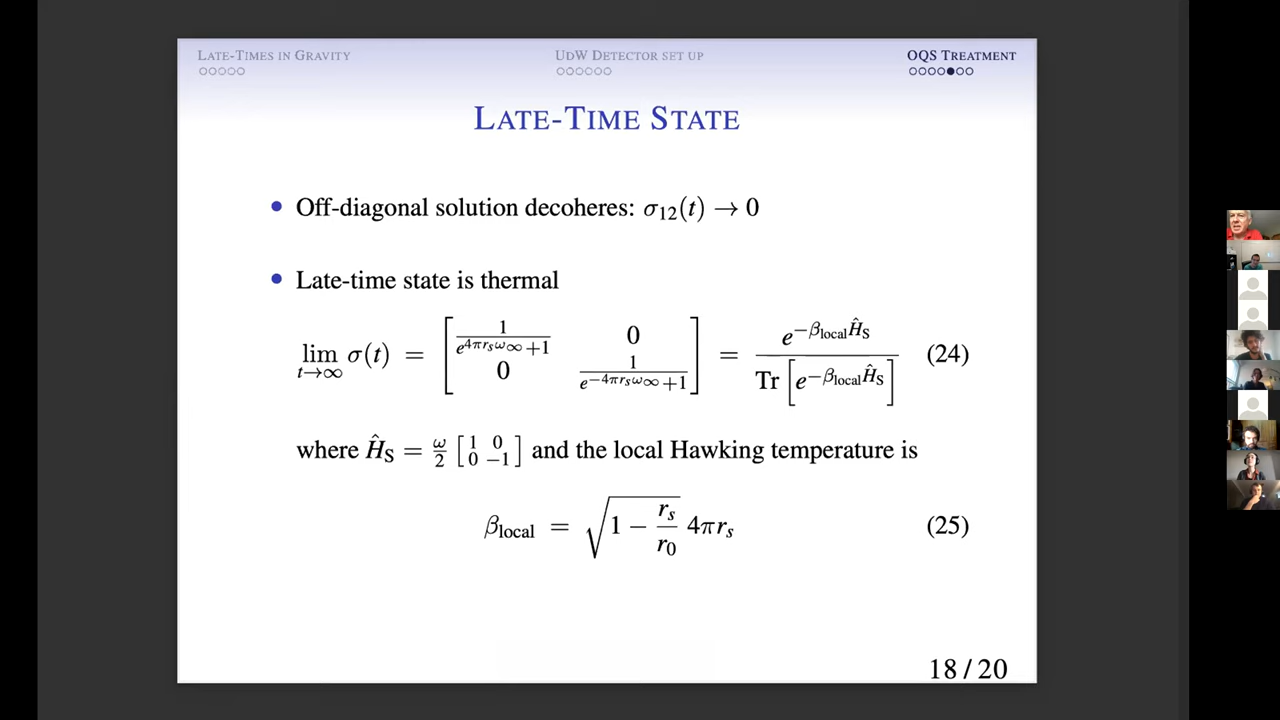 LATE-TIMES IN GRAVITY
UDW DETECTOR SET UP
OQS TREATMENT
LATE-TIME STATE
• Off-diagonal solution decoheres: σ₁₂(t) → 0
• Late-time state is thermal
lim_{t→∞} σ(t) = [ 1/(e^{4πr_sω_∞}+1) 0 ; 0 1/(e^{−4πr_sω_∞}+1) ] = e^{−β_local Ĥ_S} / Tr[e^{−β_local Ĥ_S}] (24)
where Ĥ_S = ω/2 [ 1 0 ; 0 −1 ] and the local Hawking temperature is
β_local = √(1 − r_s/r_0) 4πr_s (25)
18 / 20